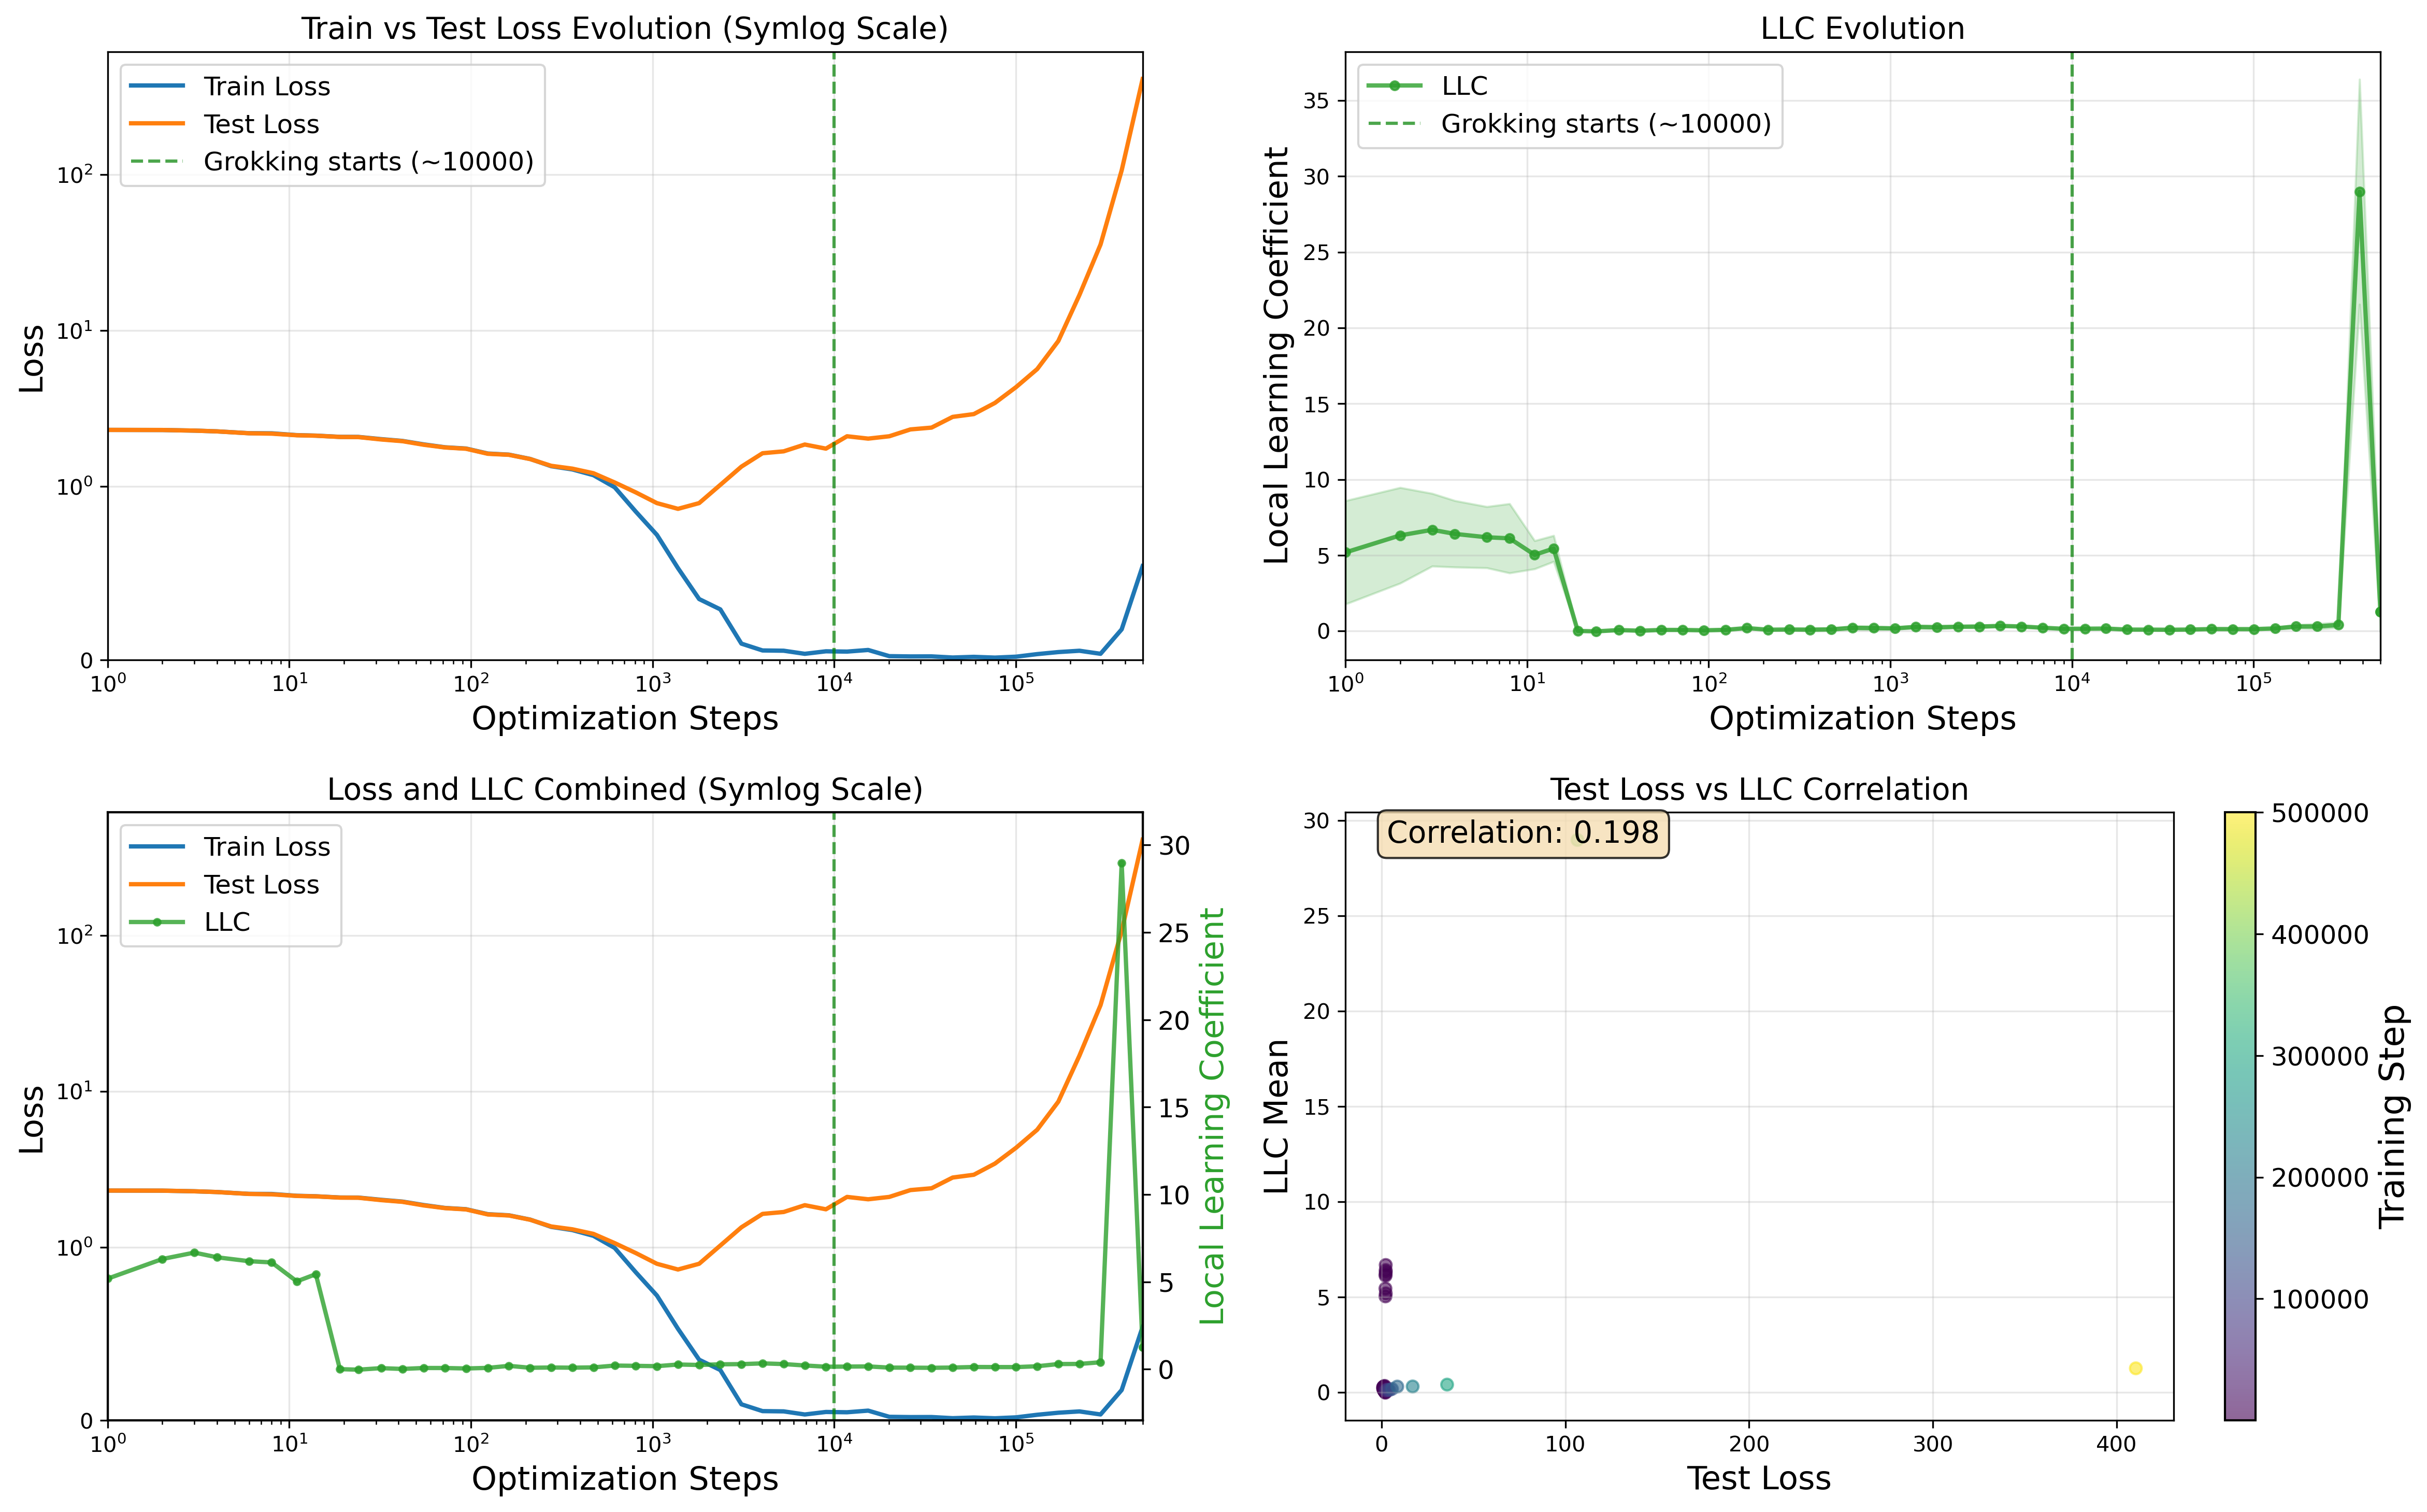 Train vs Test Loss Evolution (Symlog Scale)
Train Loss
Test Loss
Grokking starts (~10000)
10²
10¹
10⁰
0
Loss
10⁰ 10¹ 10² 10³ 10⁴ 10⁵
Optimization Steps
LLC Evolution
LLC
Grokking starts (~10000)
35
30
25
20
15
10
5
0
Local Learning Coefficient
10⁰ 10¹ 10² 10³ 10⁴ 10⁵
Optimization Steps
Loss and LLC Combined (Symlog Scale)
Train Loss
Test Loss
LLC
10²
10¹
10⁰
0
Loss
30
25
20
15
10
5
0
Local Learning Coefficient
10⁰ 10¹ 10² 10³ 10⁴ 10⁵
Optimization Steps
Test Loss vs LLC Correlation
Correlation: 0.198
30
25
20
15
10
5
0
LLC Mean
0 100 200 300 400
Test Loss
500000
400000
300000
200000
100000
Training Step